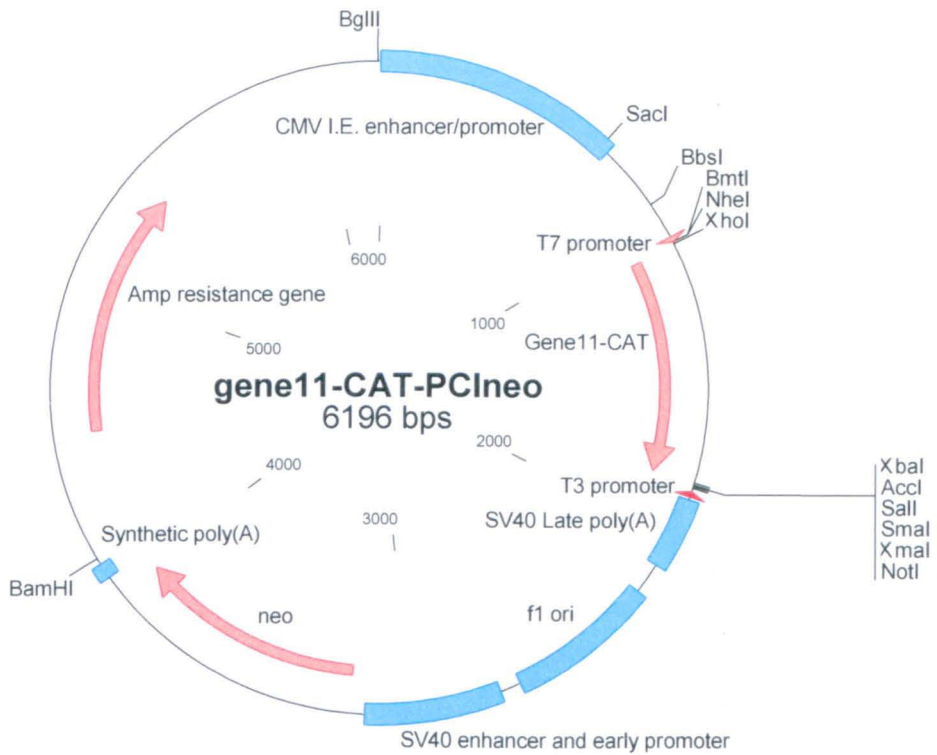 BglII
CMV I.E. enhancer/promoter
SacI
BbsI
BmtI
NheI
XhoI
T7 promoter
6000
Amp resistance gene
1000
5000
Gene11-CAT
gene11-CAT-PCIneo
6196 bps
2000
4000
T3 promoter
XbaI
AccI
SalI
SmaI
XmaI
NotI
SV40 Late poly(A)
3000
Synthetic poly(A)
BamHI
neo
f1 ori
SV40 enhancer and early promoter